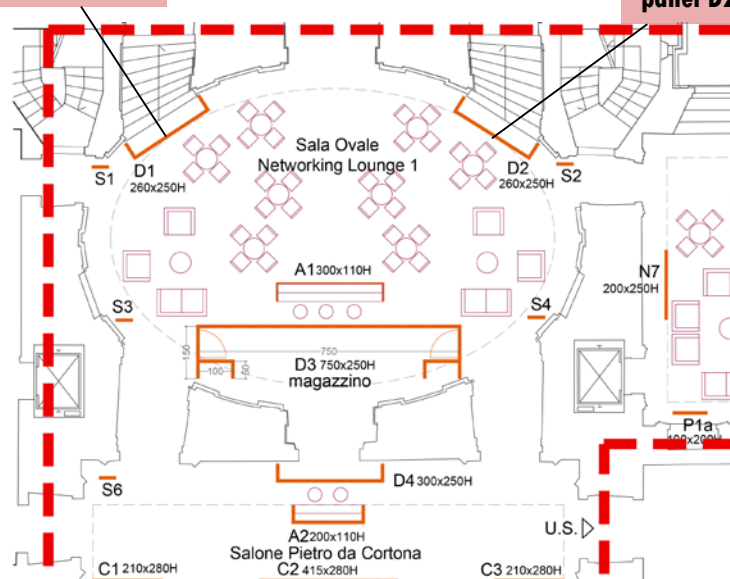 panel D2
Sala Ovale
Networking Lounge 1
S1
D1
260x250H
D2
260x250H
S2
A1 300x110H
N7
200x250H
S3
S4
150
750
100
50
D3 750x250H
magazzino
P1a
100x200H
S6
D4 300x250H
A2 200x110H
U.S.
Salone Pietro da Cortona
C1 210x280H
C2 415x280H
C3 210x280H